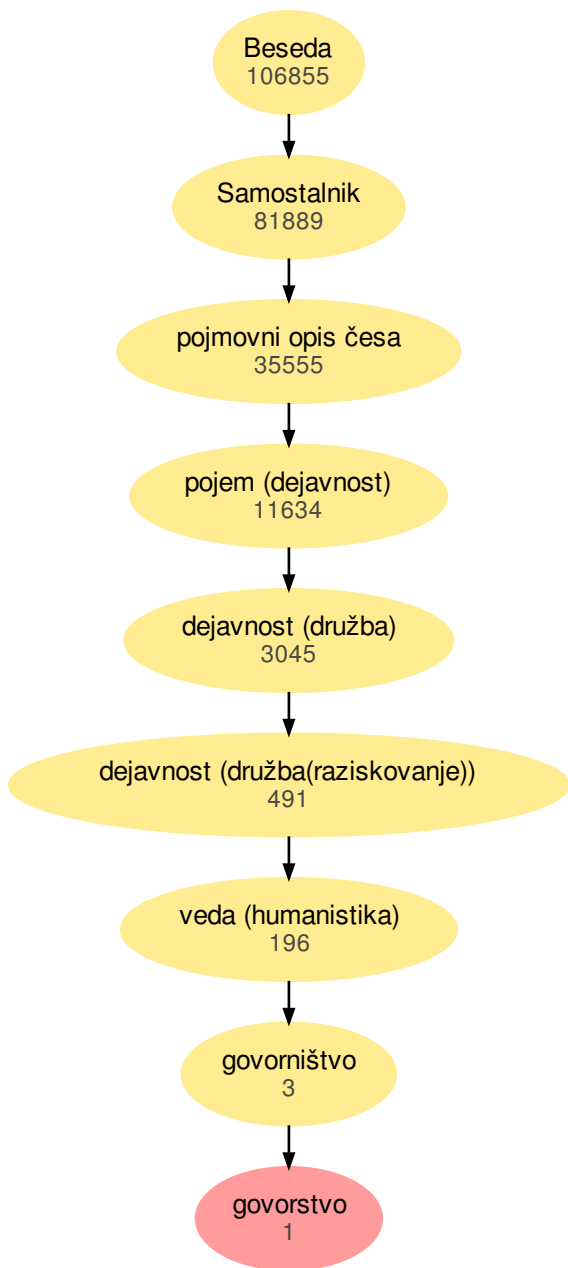 Beseda
106855
Samostalnik
81889
pojmovni opis česa
35555
pojem (dejavnost)
11634
dejavnost (družba)
3045
dejavnost (družba(raziskovanje))
491
veda (humanistika)
196
govorništvo
3
govorstvo
1